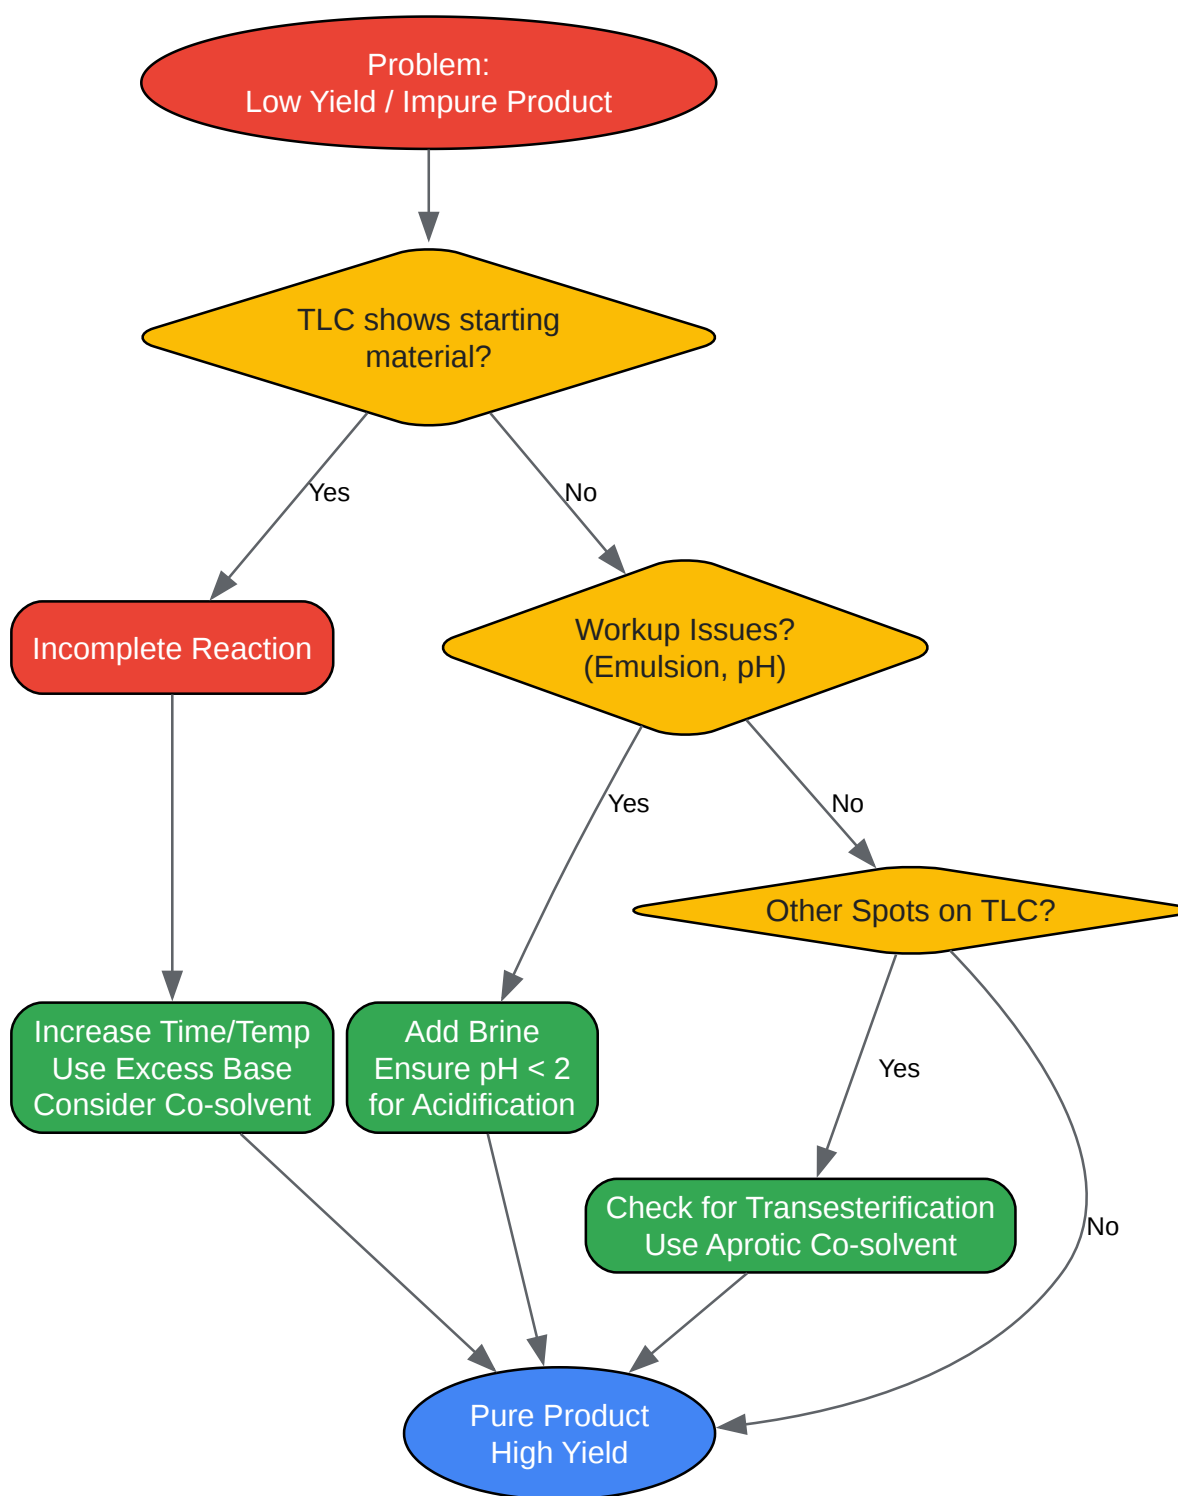 Problem:
Low Yield / Impure Product
TLC shows starting
material?
Yes
No
Incomplete Reaction
Workup Issues?
(Emulsion, pH)
Yes
No
Other Spots on TLC?
Increase Time/Temp
Use Excess Base
Consider Co-solvent
Add Brine
Ensure pH < 2
for Acidification
Yes
Check for Transesterification
Use Aprotic Co-solvent
No
Pure Product
High Yield